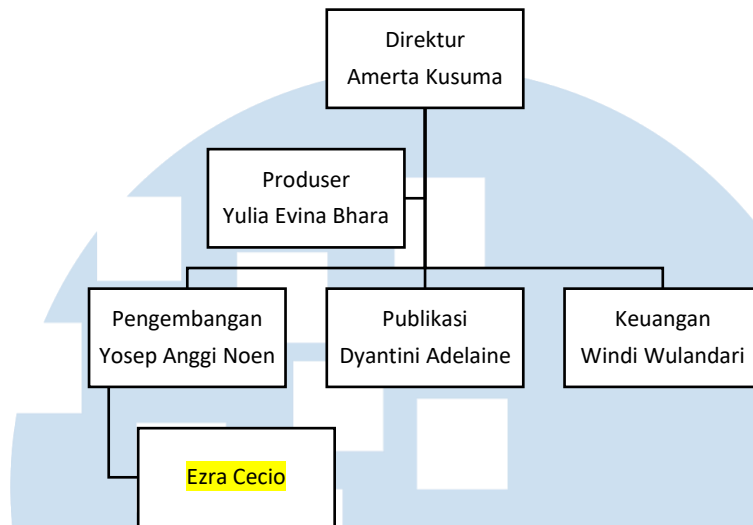 Direktur
Amerta Kusuma
Produser
Yulia Evina Bhara
Pengembangan
Yosep Anggi Noen
Publikasi
Dyantini Adelaine
Keuangan
Windi Wulandari
Ezra Cecio